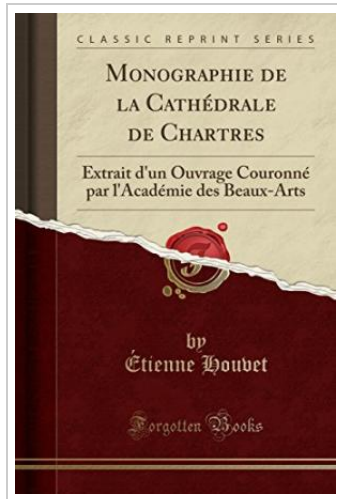 CLASSIC REPRINT SERIES
MONOGRAPHIE DE
LA CATHÉDRALE
DE CHARTRES
Extrait d'un Ouvrage Couronné
par l'Académie des Beaux-Arts
F
by
Étienne Houvet
Forgotten Books